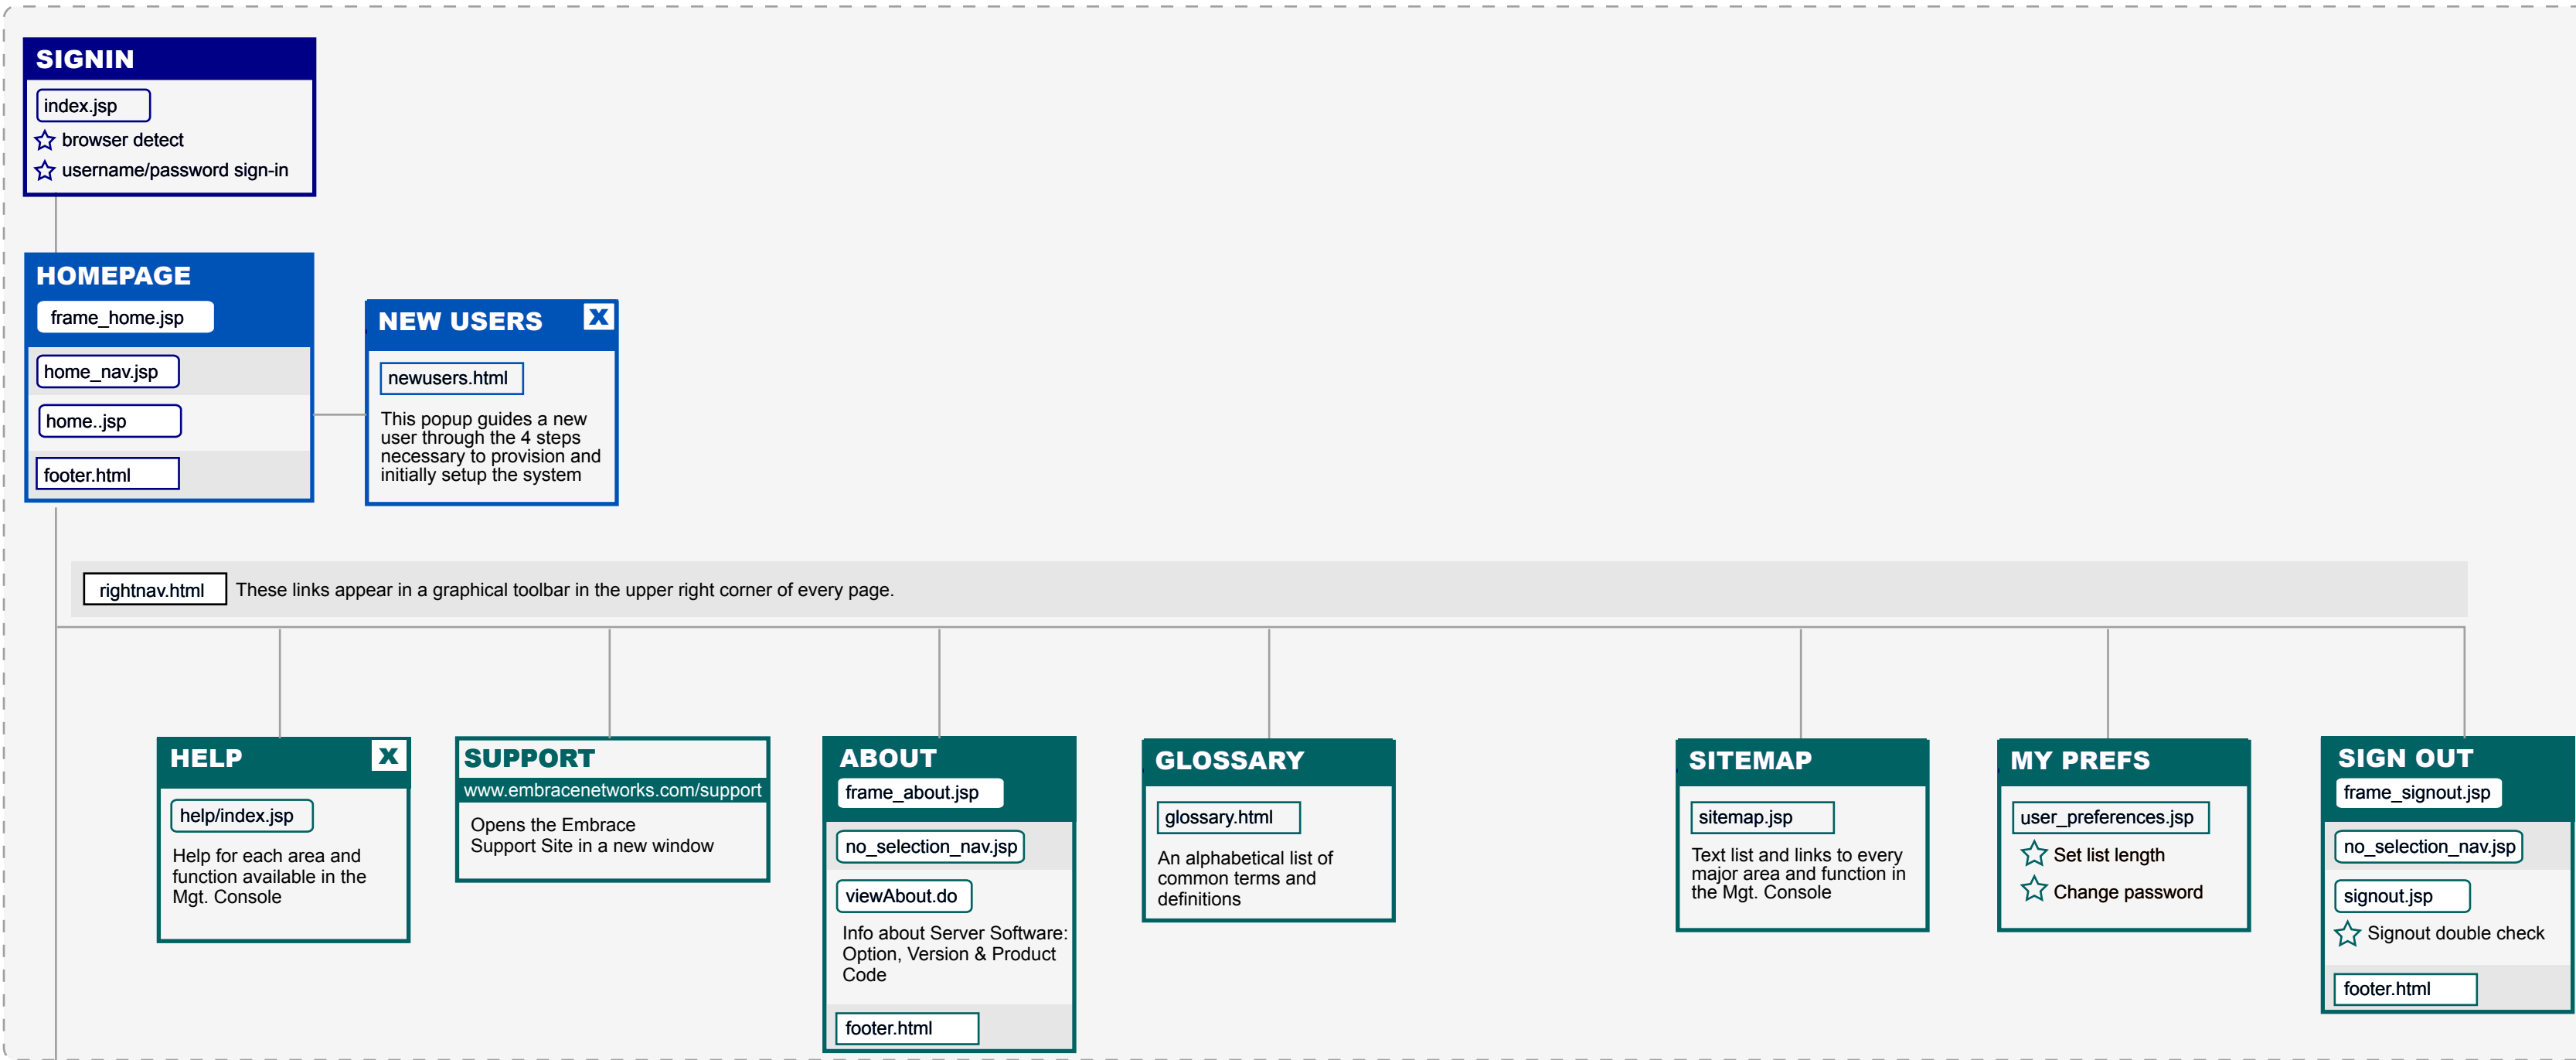 SIGNIN
index.jsp
browser detect
username/password sign-in
HOMEPAGE
frame_home.jsp
home_nav.jsp
home..jsp
footer.html
NEW USERS X
newusers.html
This popup guides a new
user through the 4 steps
necessary to provision and
initially setup the system
rightnav.html These links appear in a graphical toolbar in the upper right corner of every page.
HELP X
help/index.jsp
Help for each area and
function available in the
Mgt. Console
SUPPORT
www.embracenetworks.com/support
Opens the Embrace
Support Site in a new window
ABOUT
frame_about.jsp
no_selection_nav.jsp
viewAbout.do
Info about Server Software:
Option, Version & Product
Code
footer.html
GLOSSARY
glossary.html
An alphabetical list of
common terms and
definitions
SITEMAP
sitemap.jsp
Text list and links to every
major area and function in
the Mgt. Console
MY PREFS
user_preferences.jsp
Set list length
Change password
SIGN OUT
frame_signout.jsp
no_selection_nav.jsp
signout.jsp
Signout double check
footer.html